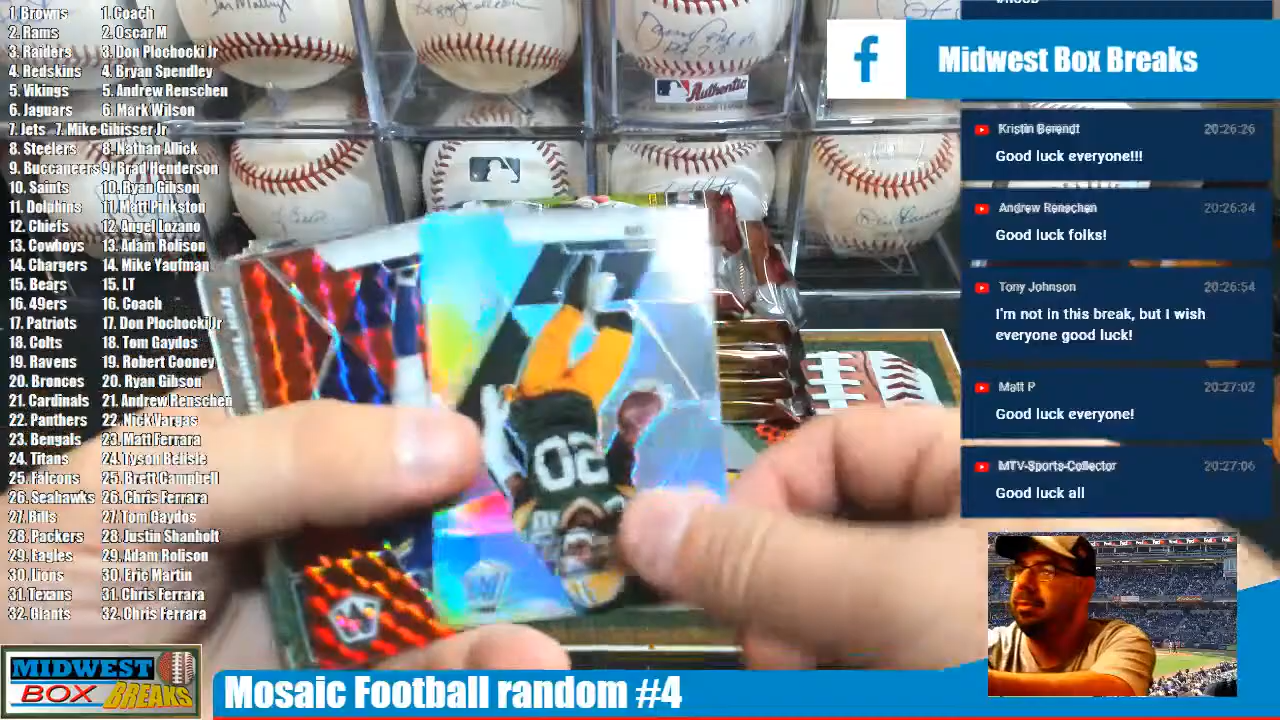 1. Browns 1. Coach
2. Rams 2. Oscar M
3. Raiders 3. Don Plochocki Jr
4. Redskins 4. Bryan Spendley
5. Vikings 5. Andrew Renschen
6. Jaguars 6. Mark Wilson
7. Jets 7. Mike Gibisser Jr
8. Steelers 8. Nathan Allick
9. Buccaneers 9. Brad Henderson
10. Saints 10. Ryan Gibson
11. Dolphins 11. Matt Pinkston
12. Chiefs 12. Angel Lozano
13. Cowboys 13. Adam Rolison
14. Chargers 14. Mike Yaufman
15. Bears 15. LT
16. 49ers 16. Coach
17. Patriots 17. Don Plochocki Jr
18. Colts 18. Tom Gaydos
19. Ravens 19. Robert Cooney
20. Broncos 20. Ryan Gibson
21. Cardinals 21. Andrew Renschen
22. Panthers 22. Nick Vargas
23. Bengals 23. Matt Ferrara
24. Titans 24. Tyson Belisle
25. Falcons 25. Brett Campbell
26. Seahawks 26. Chris Ferrara
27. Bills 27. Tom Gaydos
28. Packers 28. Justin Shanholt
29. Eagles 29. Adam Rolison
30. Lions 30. Eric Martin
31. Texans 31. Chris Ferrara
32. Giants 32. Chris Ferrara
Authentic
20
f Midwest Box Breaks
Kristin Berendt 20:26:26
Good luck everyone!!!
Andrew Renschen 20:26:34
Good luck folks!
Tony Johnson 20:26:54
I'm not in this break, but I wish
everyone good luck!
Matt P 20:27:02
Good luck everyone!
MTV-Sports-Collector 20:27:06
Good luck all
MIDWEST
BOX BREAKS
Mosaic Football random #4